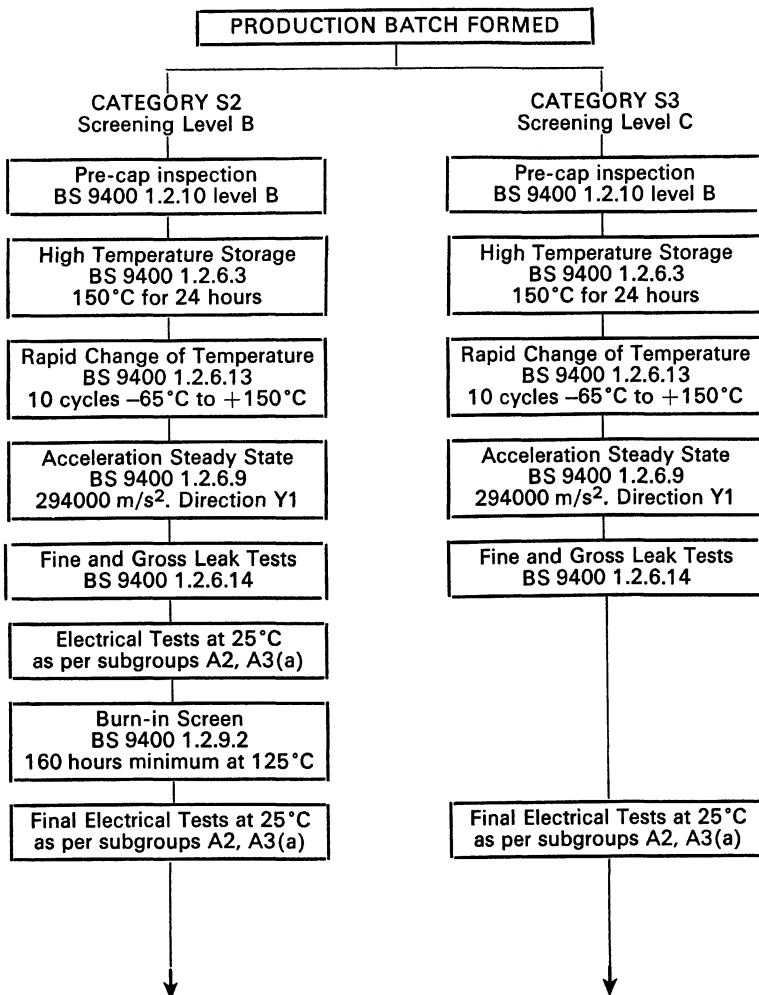 PRODUCTION BATCH FORMED
CATEGORY S2
Screening Level B
Pre-cap inspection
BS 9400 1.2.10 level B
High Temperature Storage
BS 9400 1.2.6.3
150°C for 24 hours
Rapid Change of Temperature
BS 9400 1.2.6.13
10 cycles –65°C to +150°C
Acceleration Steady State
BS 9400 1.2.6.9
294000 m/s². Direction Y1
Fine and Gross Leak Tests
BS 9400 1.2.6.14
Electrical Tests at 25°C
as per subgroups A2, A3(a)
Burn-in Screen
BS 9400 1.2.9.2
160 hours minimum at 125°C
Final Electrical Tests at 25°C
as per subgroups A2, A3(a)
CATEGORY S3
Screening Level C
Pre-cap inspection
BS 9400 1.2.10 level B
High Temperature Storage
BS 9400 1.2.6.3
150°C for 24 hours
Rapid Change of Temperature
BS 9400 1.2.6.13
10 cycles –65°C to +150°C
Acceleration Steady State
BS 9400 1.2.6.9
294000 m/s². Direction Y1
Fine and Gross Leak Tests
BS 9400 1.2.6.14
Final Electrical Tests at 25°C
as per subgroups A2, A3(a)